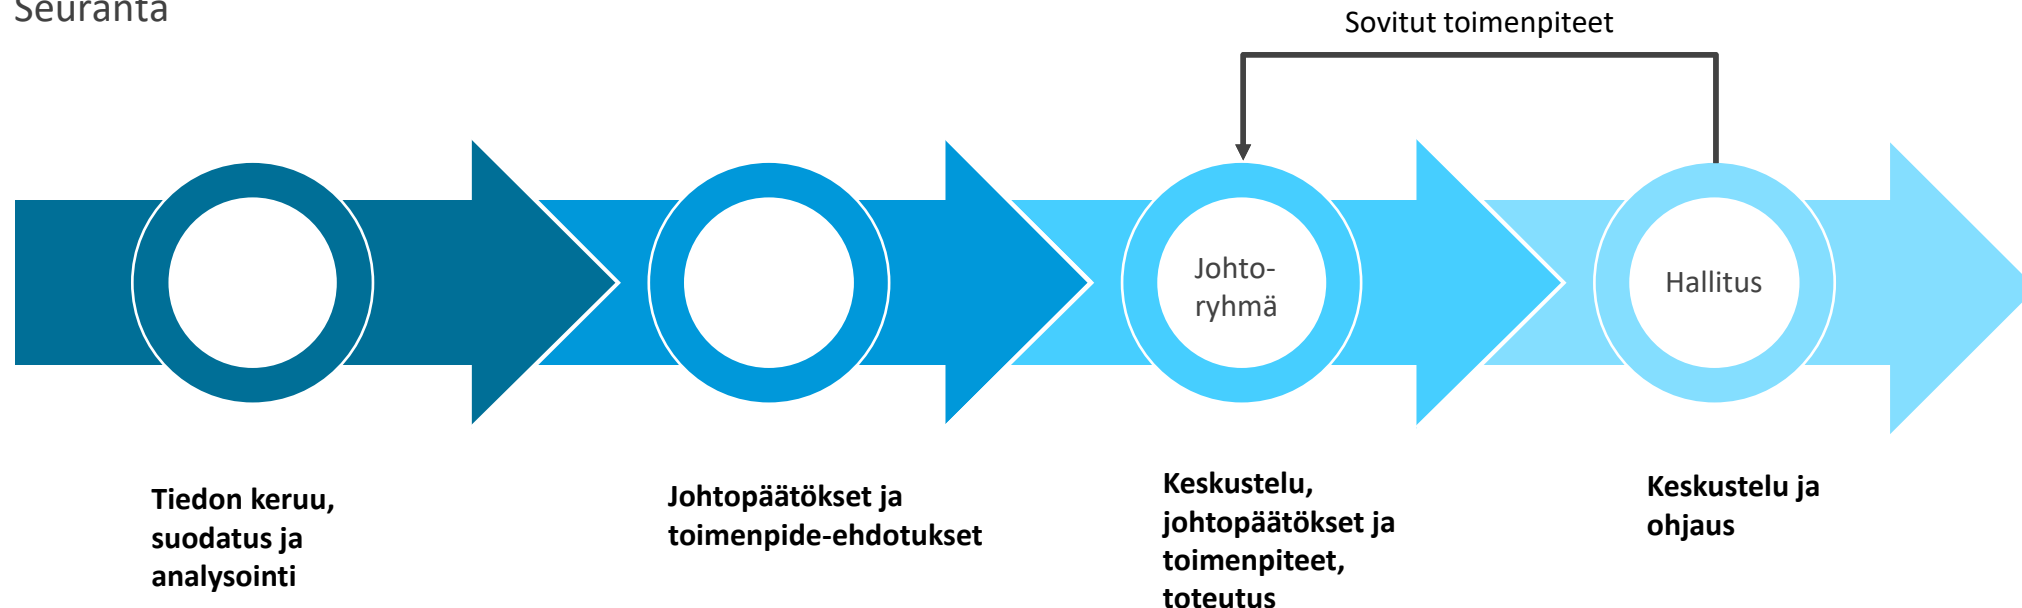 Seuranta
Sovitut toimenpiteet
Johto-
ryhmä
Hallitus
Tiedon keruu,
suodatus ja
analysointi
Johtopäätökset ja
toimenpide-ehdotukset
Keskustelu,
johtopäätökset ja
toimenpiteet,
toteutus
Keskustelu ja
ohjaus